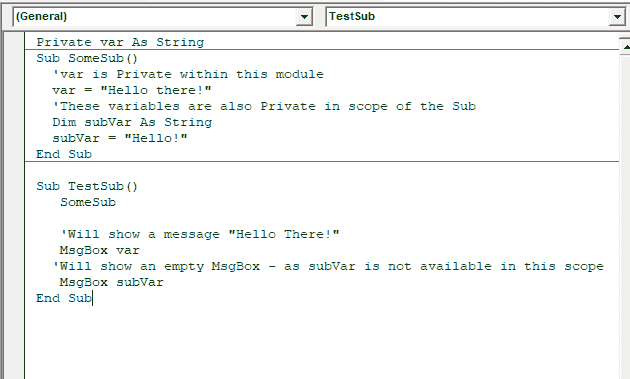 (General) TestSub
Private var As String
Sub SomeSub()
'var is Private within this module
var = "Hello there!"
'These variables are also Private in scope of the Sub
Dim subVar As String
subVar = "Hello!"
End Sub
Sub TestSub()
SomeSub
'Will show a message "Hello There!"
MsgBox var
'Will show an empty MsgBox - as subVar is not available in this scope
MsgBox subVar
End Sub